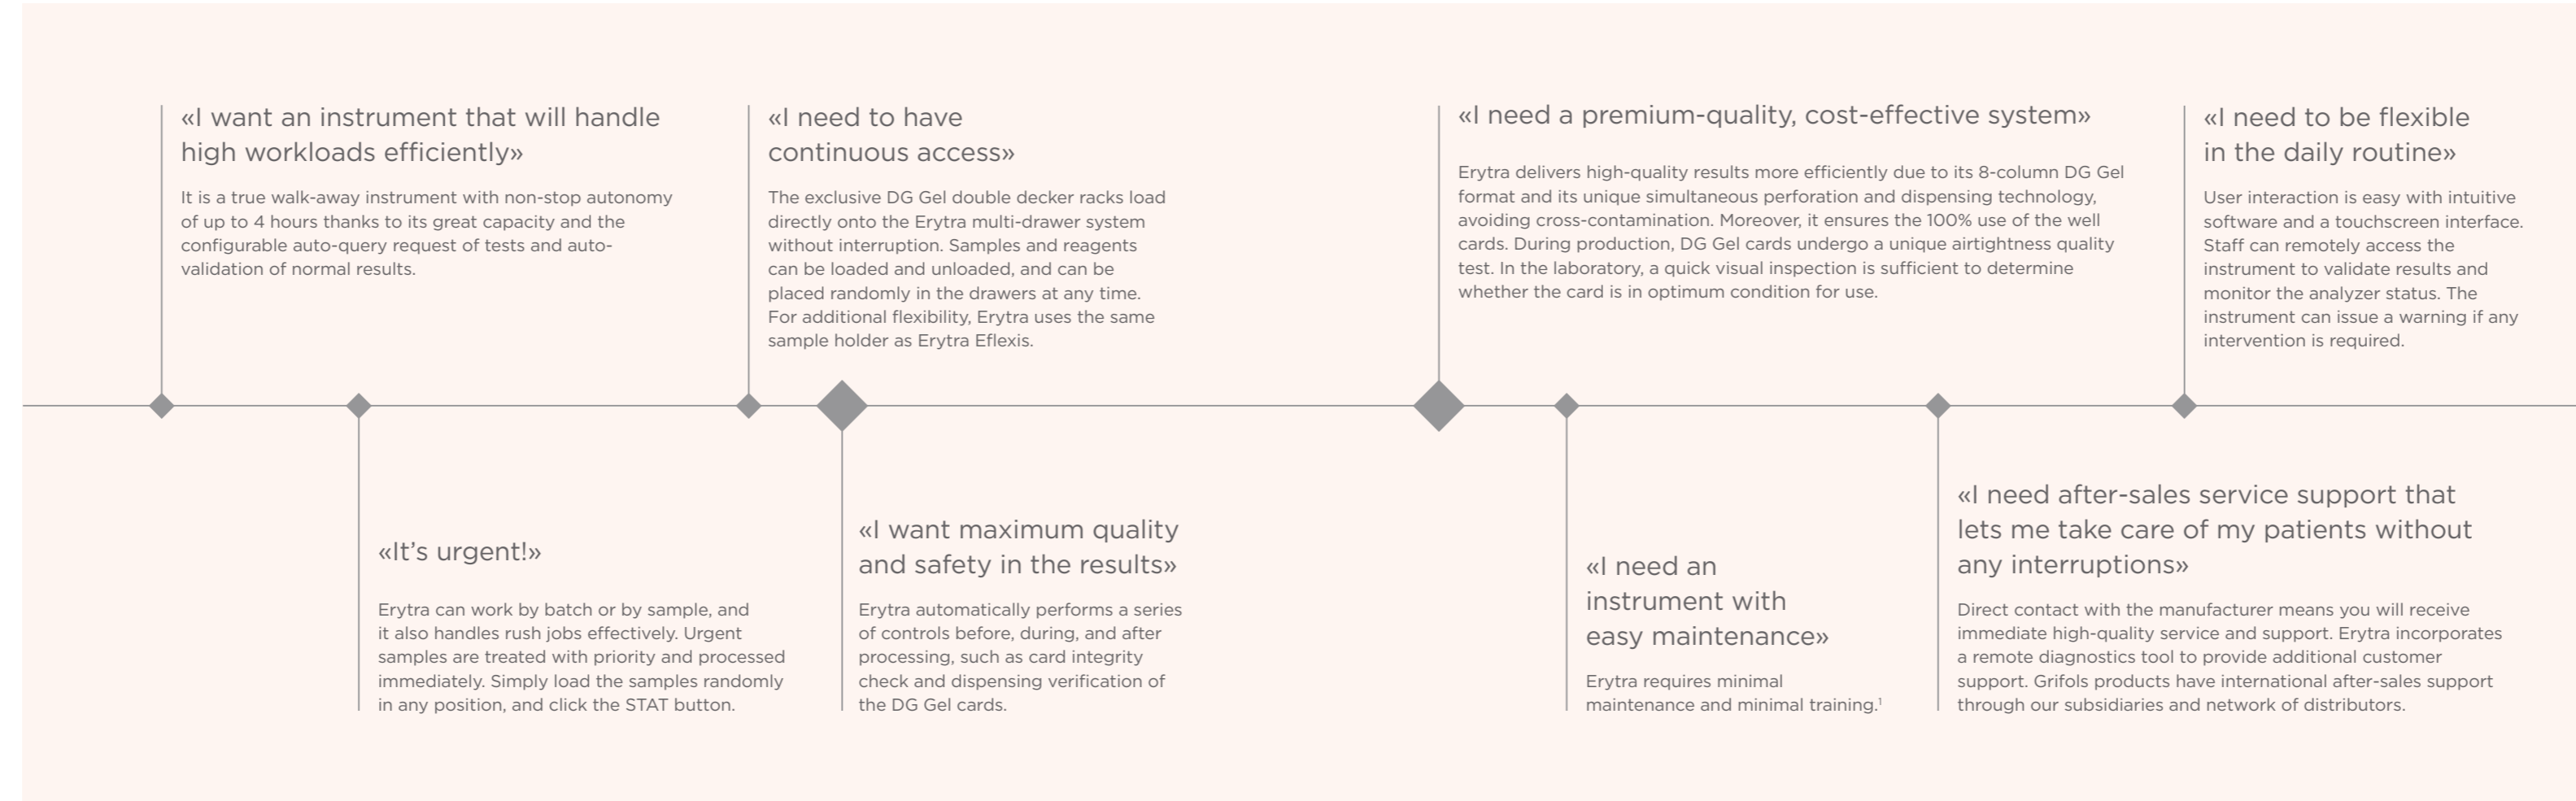 «I want an instrument that will handle
high workloads efficiently»
It is a true walk-away instrument with non-stop autonomy
of up to 4 hours thanks to its great capacity and the
configurable auto-query request of tests and auto-
validation of normal results.
«It’s urgent!»
Erytra can work by batch or by sample, and
it also handles rush jobs effectively. Urgent
samples are treated with priority and processed
immediately. Simply load the samples randomly
in any position, and click the STAT button.
«I need to have
continuous access»
The exclusive DG Gel double decker racks load
directly onto the Erytra multi-drawer system
without interruption. Samples and reagents
can be loaded and unloaded, and can be
placed randomly in the drawers at any time.
For additional flexibility, Erytra uses the same
sample holder as Erytra Eflexis.
«I want maximum quality
and safety in the results»
Erytra automatically performs a series
of controls before, during, and after
processing, such as card integrity
check and dispensing verification of
the DG Gel cards.
«I need a premium-quality, cost-effective system»
Erytra delivers high-quality results more efficiently due to its 8-column DG Gel
format and its unique simultaneous perforation and dispensing technology,
avoiding cross-contamination. Moreover, it ensures the 100% use of the well
cards. During production, DG Gel cards undergo a unique airtightness quality
test. In the laboratory, a quick visual inspection is sufficient to determine
whether the card is in optimum condition for use.
«I need an
instrument with
easy maintenance»
Erytra requires minimal
maintenance and minimal training.¹
«I need after-sales service support that
lets me take care of my patients without
any interruptions»
Direct contact with the manufacturer means you will receive
immediate high-quality service and support. Erytra incorporates
a remote diagnostics tool to provide additional customer
support. Grifols products have international after-sales support
through our subsidiaries and network of distributors.
«I need to be flexible
in the daily routine»
User interaction is easy with intuitive
software and a touchscreen interface.
Staff can remotely access the
instrument to validate results and
monitor the analyzer status. The
instrument can issue a warning if any
intervention is required.